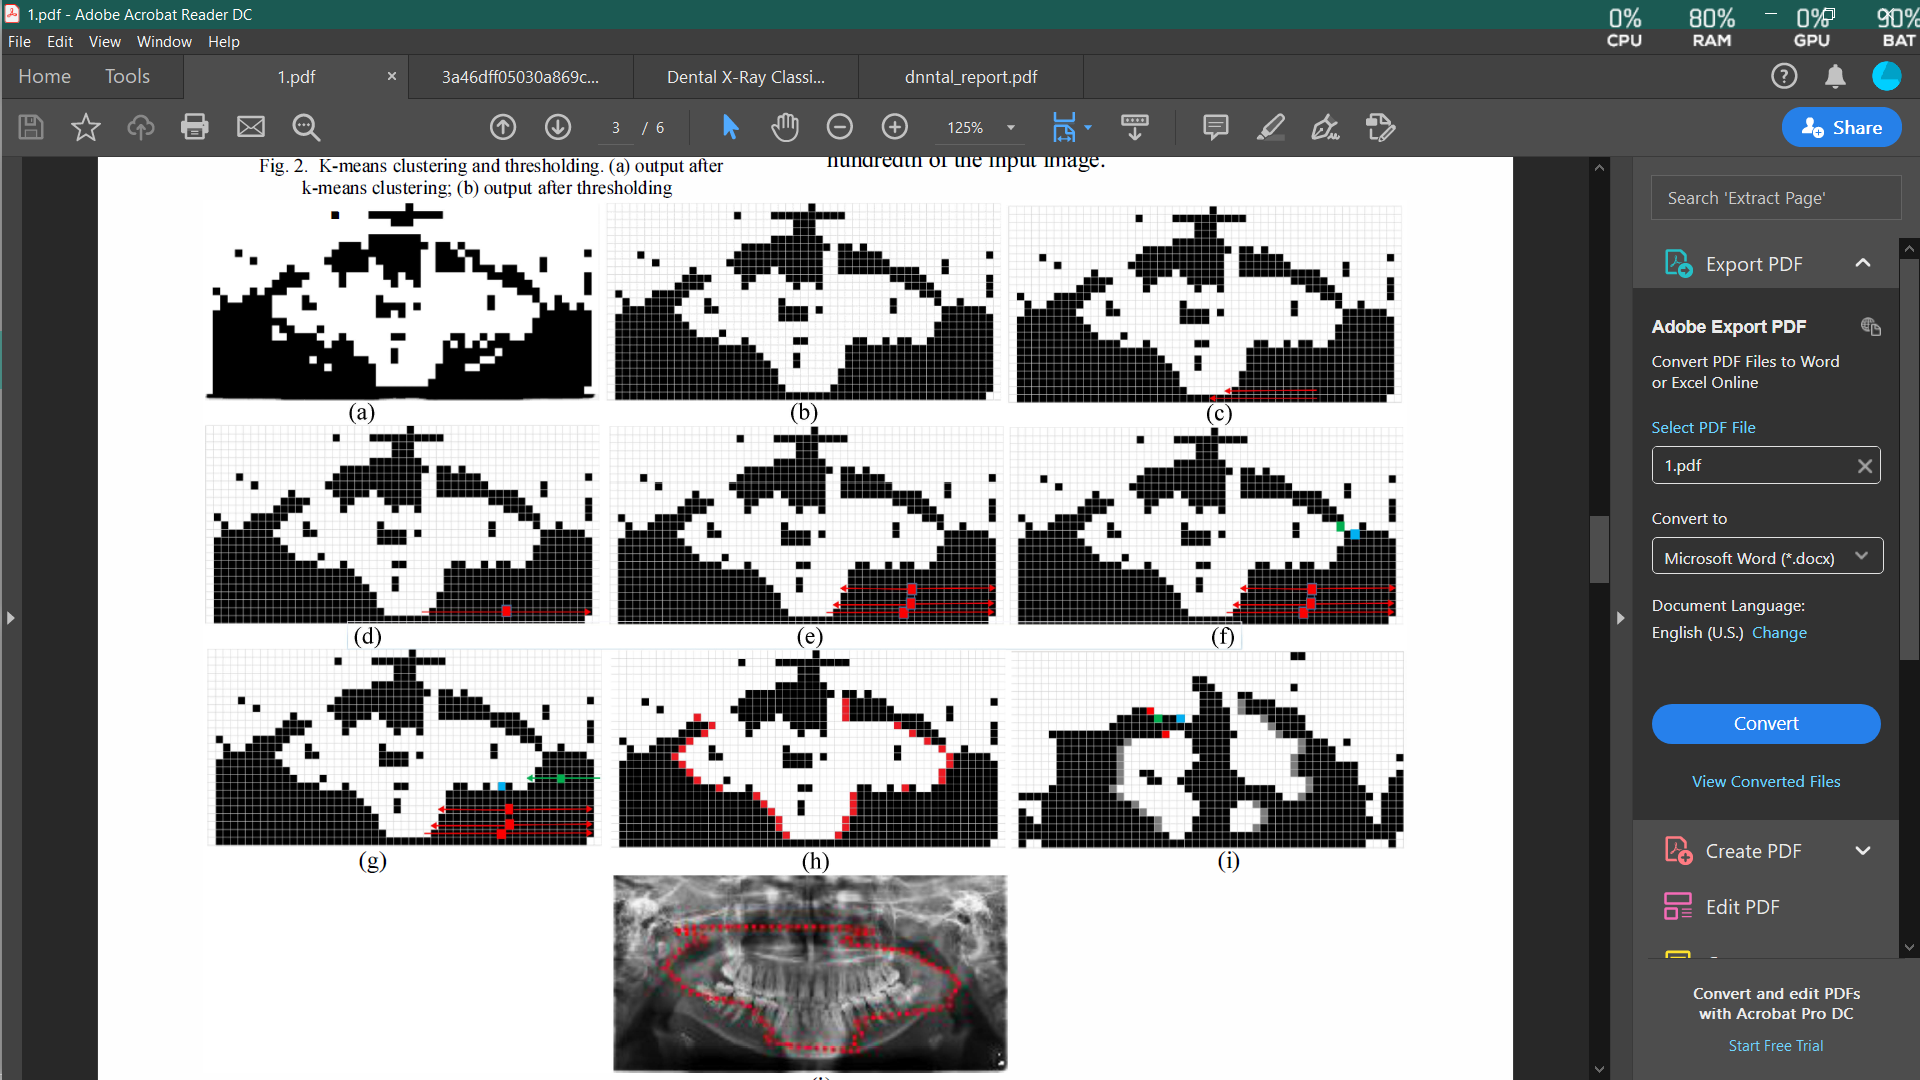 1.pdf - Adobe Acrobat Reader DC
0% 80% 0% 90%
CPU RAM GPU BAT
File Edit View Window Help
Home Tools 1.pdf × 3a46dff05030a869c... Dental X-Ray Classi... dnntal_report.pdf
3 / 6 125% Share
Fig. 2. K-means clustering and thresholding. (a) output after
k-means clustering; (b) output after thresholding
hundredth of the input image.
(a) (b) (c)
(d) (e) (f)
(g) (h) (i)
Search 'Extract Page'
Export PDF
Adobe Export PDF
Convert PDF Files to Word
or Excel Online
Select PDF File
1.pdf
Convert to
Microsoft Word (*.docx)
Document Language:
English (U.S.) Change
Convert
View Converted Files
Create PDF
Edit PDF
Convert and edit PDFs
with Acrobat Pro DC
Start Free Trial